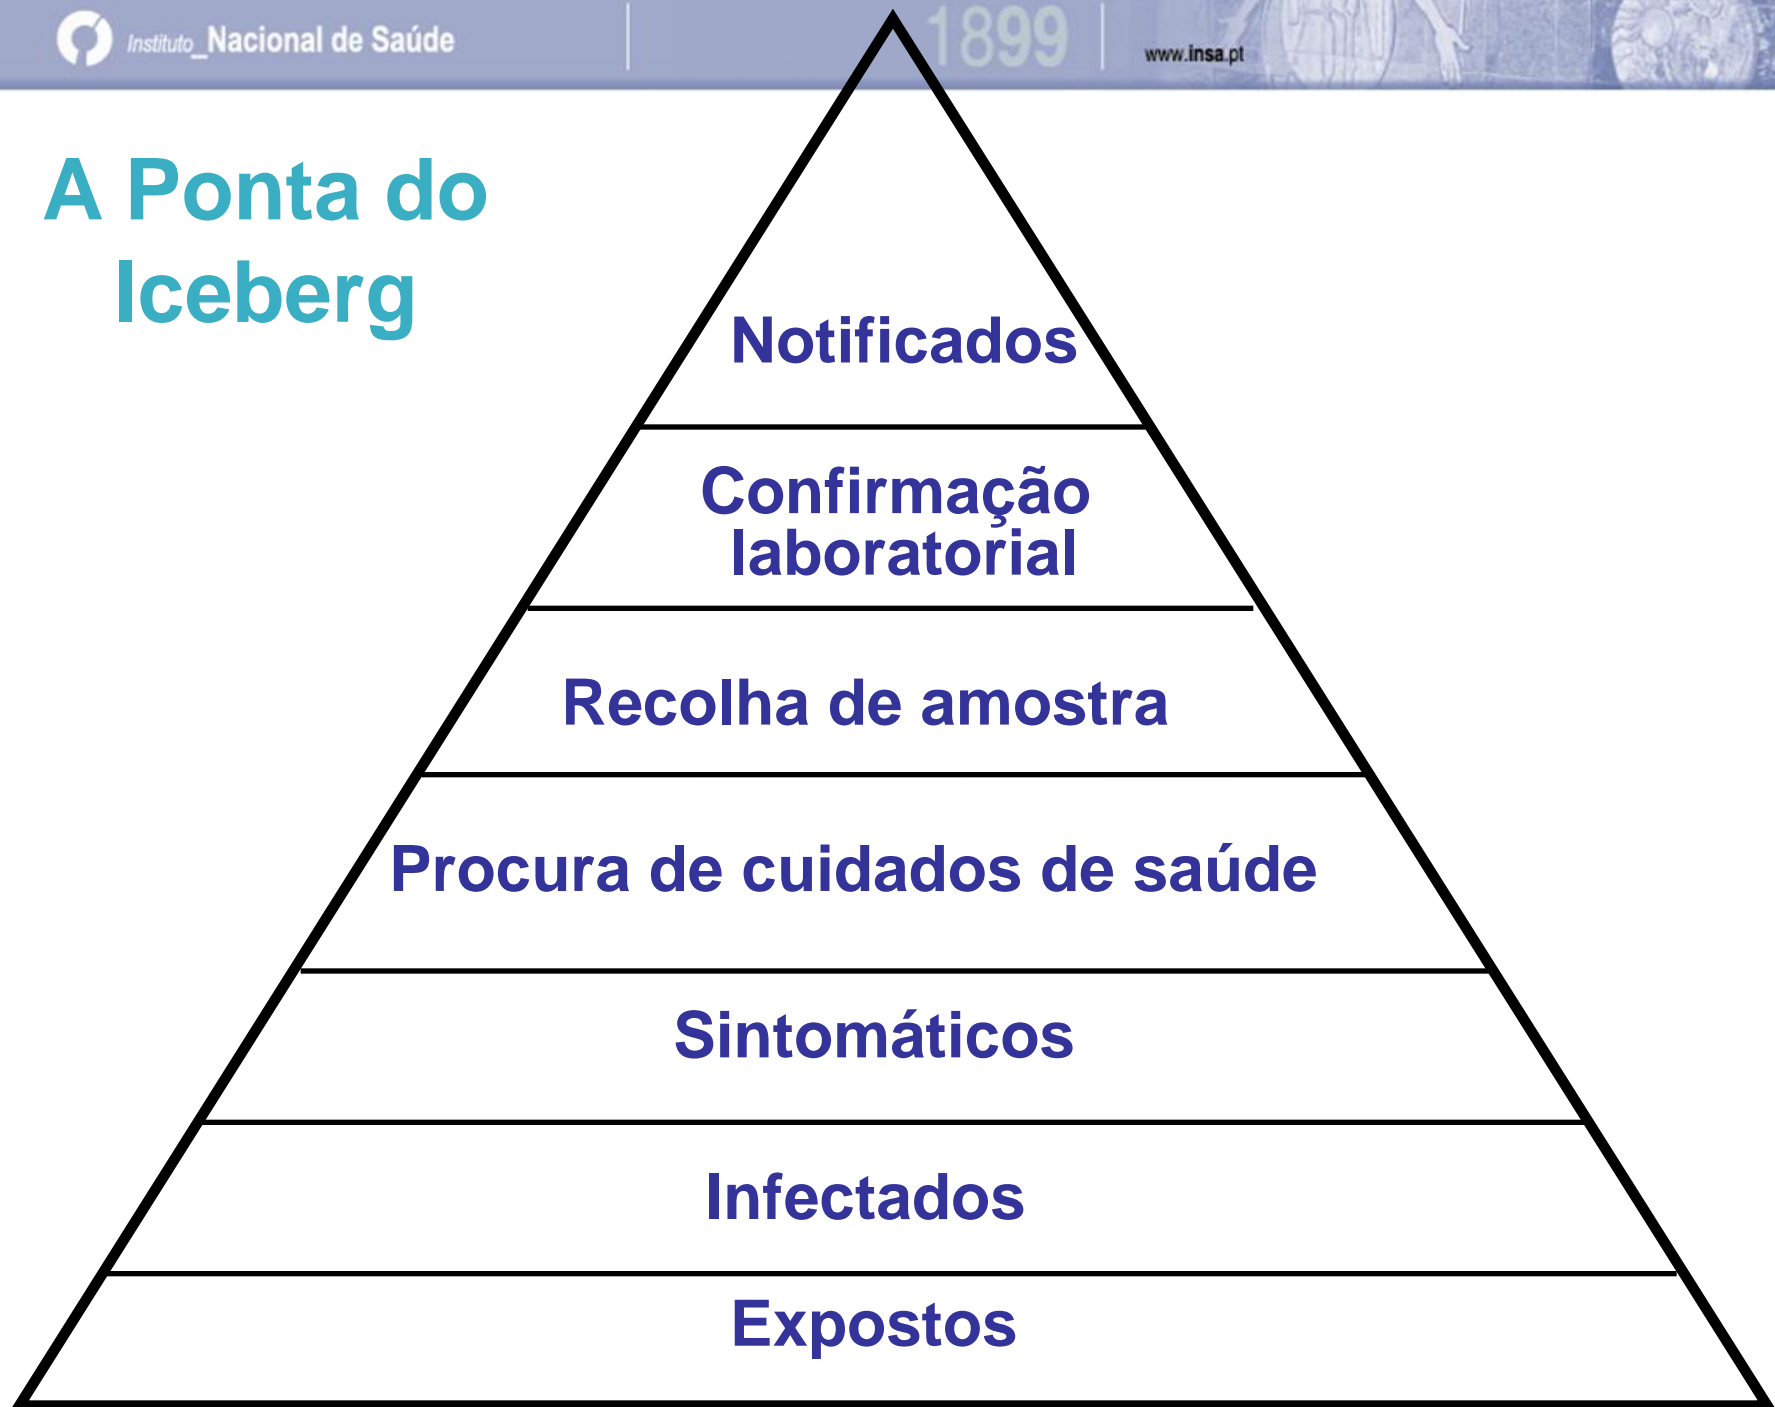 Instituto_Nacional de Saúde
1899
www.insa.pt
A Ponta do
Iceberg
Notificados
Confirmação
laboratorial
Recolha de amostra
Procura de cuidados de saúde
Sintomáticos
Infectados
Expostos